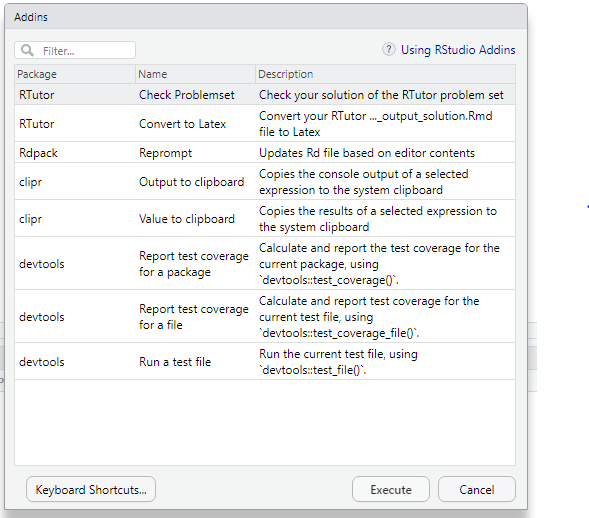 Addins
Filter...
? Using RStudio Addins
Package Name Description
RTutor Check Problemset Check your solution of the RTutor problem set
RTutor Convert to Latex Convert your RTutor ..._output_solution.Rmd
file to Latex
Rdpack Reprompt Updates Rd file based on editor contents
clipr Output to clipboard Copies the console output of a selected
expression to the system clipboard
clipr Value to clipboard Copies the results of a selected expression to
the system clipboard
devtools Report test coverage
for a package Calculate and report the test coverage for the
current package, using
`devtools::test_coverage()`.
devtools Report test coverage
for a file Calculate and report test coverage for the
current test file, using
`devtools::test_coverage_file()`.
devtools Run a test file Run the current test file, using
`devtools::test_file()`.
Keyboard Shortcuts... Execute Cancel